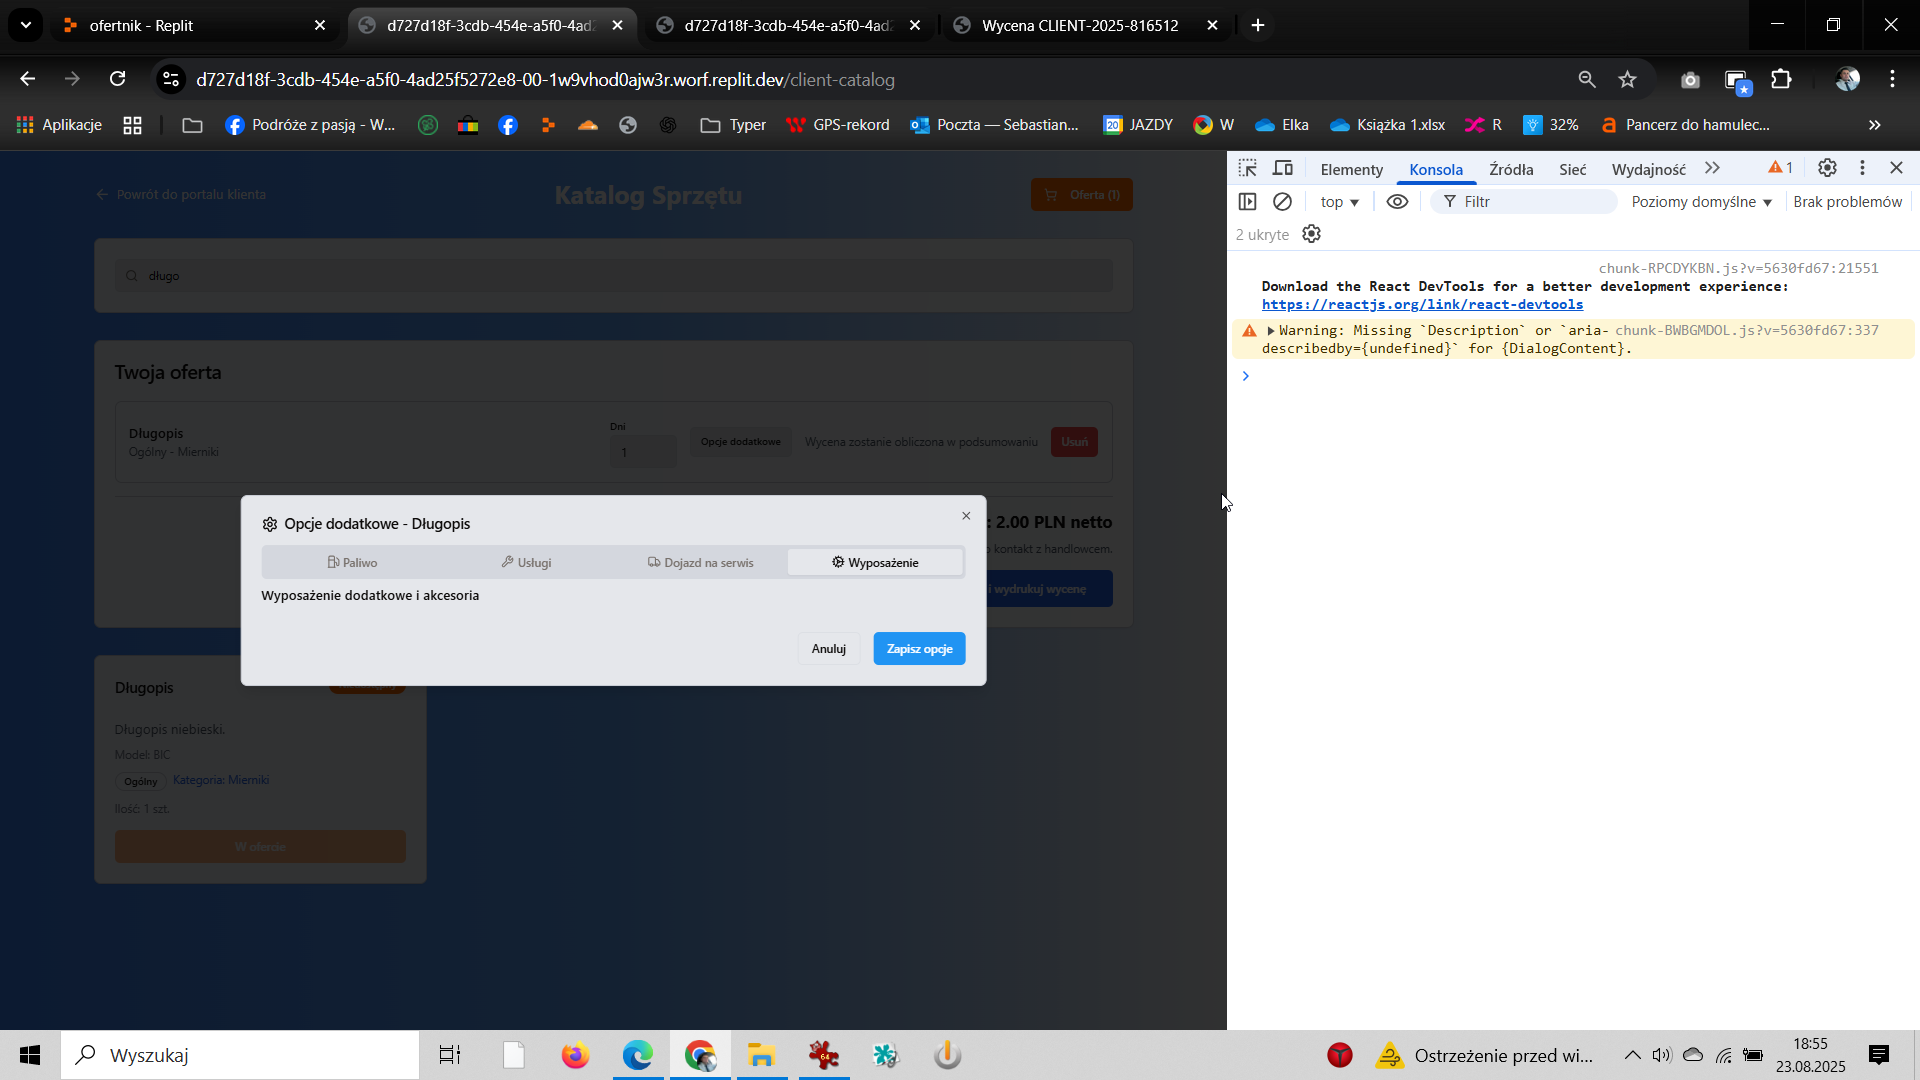 ofertnik - Replit
d727d18f-3cdb-454e-a5f0-4ad2
d727d18f-3cdb-454e-a5f0-4ad2
Wycena CLIENT-2025-816512
d727d18f-3cdb-454e-a5f0-4ad25f5272e8-00-1w9vhod0ajw3r.worf.replit.dev/client-catalog
Aplikacje
Podróże z pasją - W...
Typer
GPS-rekord
Poczta — Sebastian...
20 JAZDY
W
Elka
Książka 1.xlsx
R
32%
Pancerz do hamulec...
Powrót do portalu klienta
Katalog Sprzętu
Oferta (1)
długo
Twoja oferta
Długopis
Ogólny - Mierniki
Dni
1
Opcje dodatkowe
Wycena zostanie obliczona w podsumowaniu
Usuń
: 2.00 PLN netto
o kontakt z handlowcem.
i wydrukuj wycenę
Opcje dodatkowe - Długopis
Paliwo
Usługi
Dojazd na serwis
Wyposażenie
Wyposażenie dodatkowe i akcesoria
Anuluj
Zapisz opcje
Długopis
Długopis niebieski.
Model: BIC
Ogólny
Kategoria: Mierniki
Ilość: 1 szt.
W ofercie
Elementy
Konsola
Źródła
Sieć
Wydajność
1
top
Filtr
Poziomy domyślne
Brak problemów
2 ukryte
chunk-RPCDYKBN.js?v=5630fd67:21551
Download the React DevTools for a better development experience:
https://reactjs.org/link/react-devtools
Warning: Missing `Description` or `aria- chunk-BWBGMDOL.js?v=5630fd67:337
describedby={undefined}` for {DialogContent}.
Wyszukaj
64
Ostrzeżenie przed wi...
18:55
23.08.2025